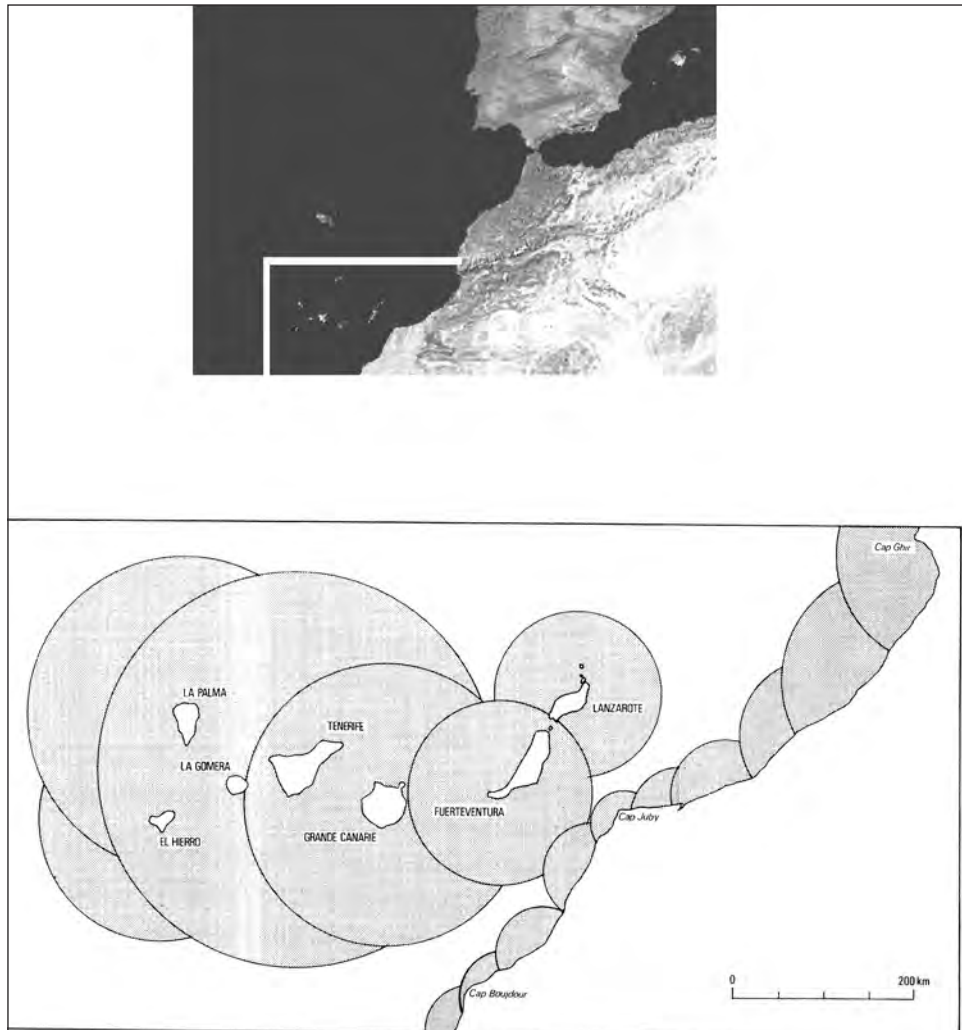 Cap Ghir
LA PALMA
LANZAROTE
TENERIFE
LA GOMERA
FUERTEVENTURA
Cap Juby
EL HIERRO
GRANDE CANARIE
0
200 km
Cap Boujdour